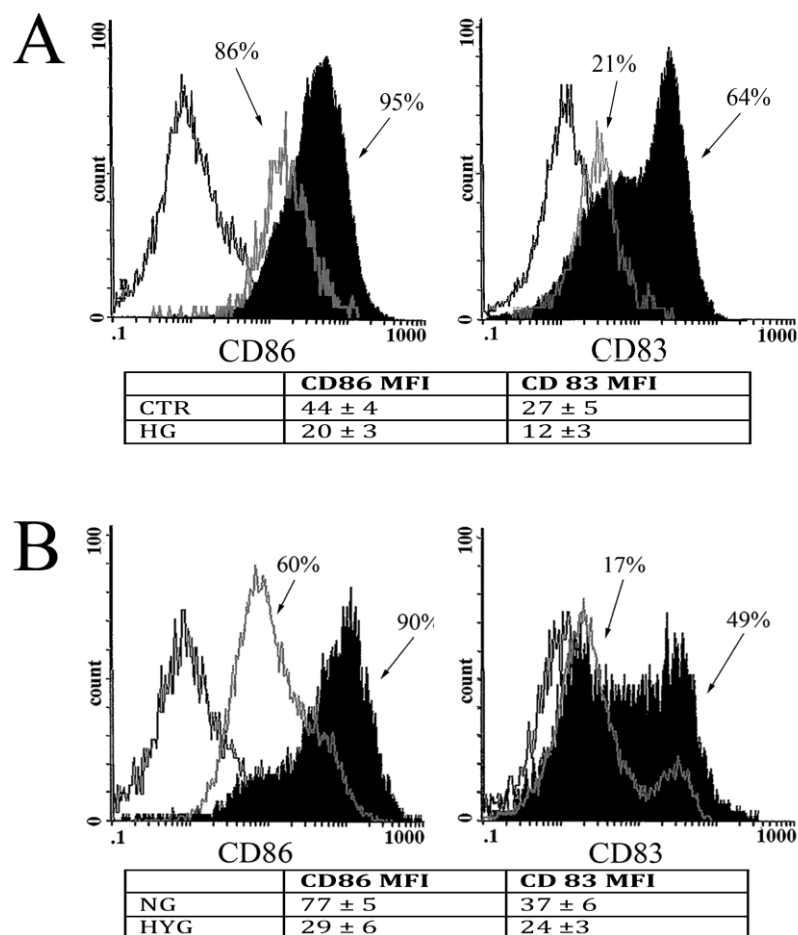 A
100
86%
95%
count
0
.1
1000
CD86
100
21%
64%
count
0
.1
1000
CD83
CD86 MFI CD 83 MFI
CTR 44 ± 4 27 ± 5
HG 20 ± 3 12 ±3
B
100
60%
90%
count
0
.1
1000
CD86
100
17%
49%
count
0
.1
1000
CD83
CD86 MFI CD 83 MFI
NG 77 ± 5 37 ± 6
HYG 29 ± 6 24 ±3